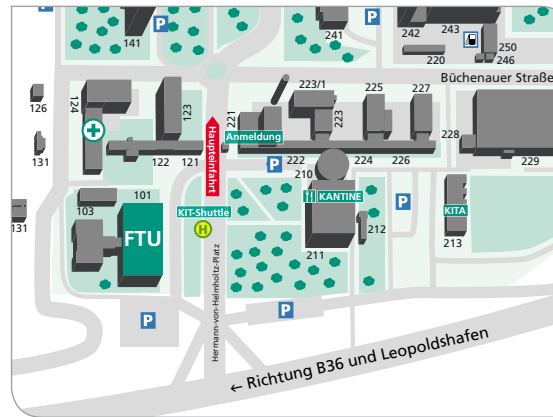 P
P
P
141
241
242
243
250
246
220
Büchenauer Straße
126
124
123
221
223/1
225
227
223
Anmeldung
Haupteinfahrt
131
122
121
222
224
226
228
229
P
210
103
101
FTU
KIT-Shuttle
H
KANTINE
P
KITA
131
212
211
213
Hermann-von-Helmholtz-Platz
P
P
← Richtung B36 und Leopoldshafen